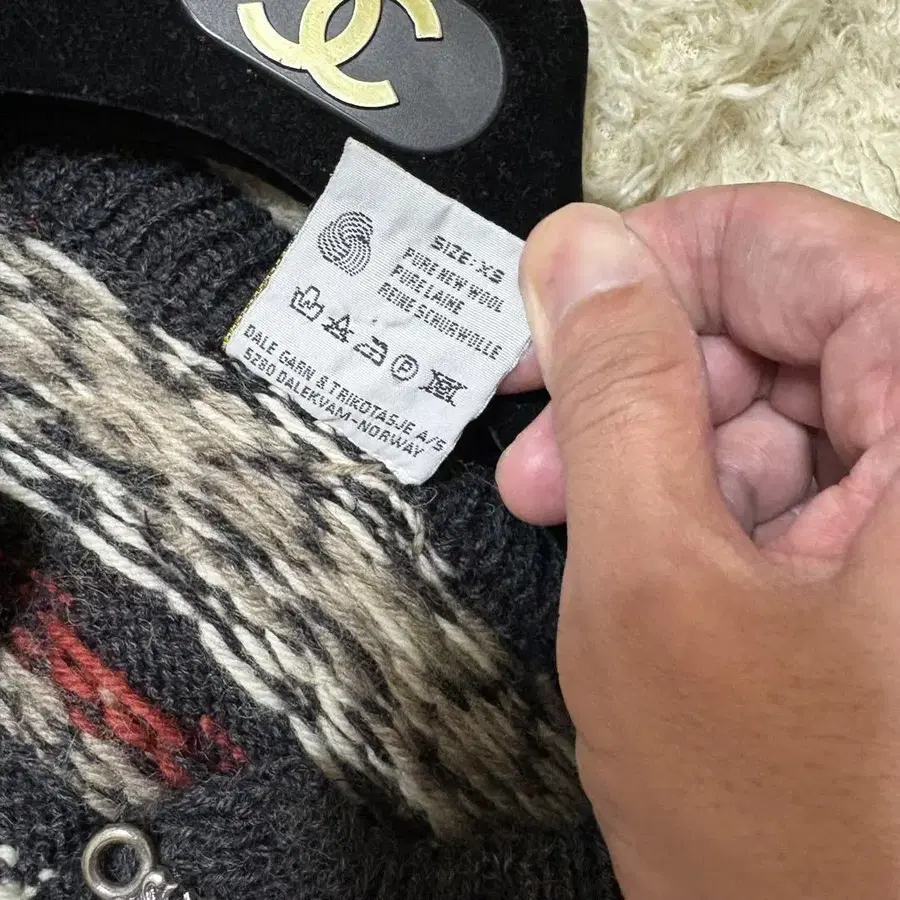 SIZE: XS
PURE NEW WOOL
PURE LAINE
REINE SCHURWOLLE
P
DALE GARN & TRIKOTASJE A/S
5280 DALEKVAM-NORWAY